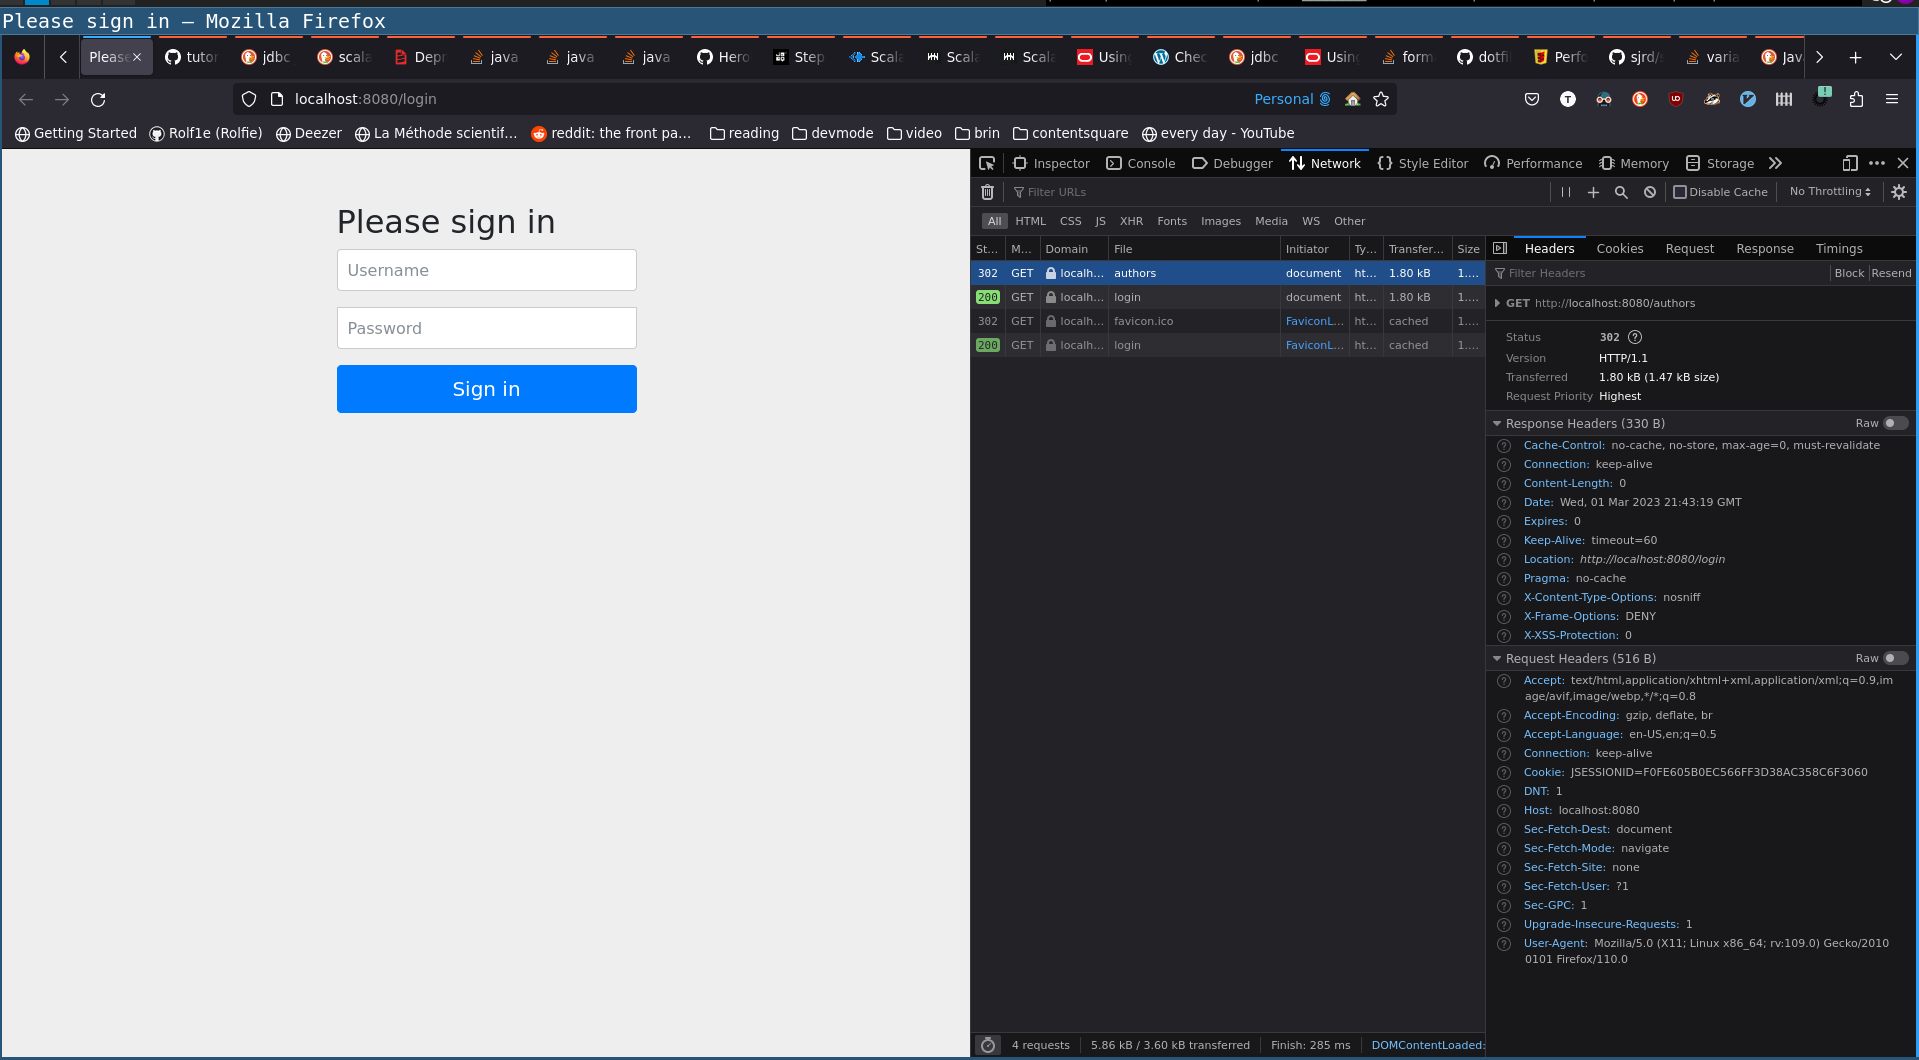 Please sign in — Mozilla Firefox
Please tutor jdbc scala Depr java java java Hero Step Scala Scala Scala Using Chec jdbc Using form dotfi Perfo sjrd/s varia Java
localhost:8080/login Personal
Getting Started Rolf1e (Rolfie) Deezer La Méthode scientif… reddit: the front pa… reading devmode video brin contentsquare every day - YouTube
Please sign in
Username
Password
Sign in
Inspector Console Debugger Network Style Editor Performance Memory Storage
Filter URLs Disable Cache No Throttling
All HTML CSS JS XHR Fonts Images Media WS Other
St… M… Domain File Initiator Ty… Transfer… Size
302 GET localh… authors document ht… 1.80 kB 1.…
200 GET localh… login document ht… 1.80 kB 1.…
302 GET localh… favicon.ico FaviconL… ht… cached 1.…
200 GET localh… login FaviconL… ht… cached 1.…
4 requests 5.86 kB / 3.60 kB transferred Finish: 285 ms DOMContentLoaded:
Headers Cookies Request Response Timings
Filter Headers Block Resend
GET http://localhost:8080/authors
Status 302
Version HTTP/1.1
Transferred 1.80 kB (1.47 kB size)
Request Priority Highest
Response Headers (330 B) Raw
Cache-Control: no-cache, no-store, max-age=0, must-revalidate
Connection: keep-alive
Content-Length: 0
Date: Wed, 01 Mar 2023 21:43:19 GMT
Expires: 0
Keep-Alive: timeout=60
Location: http://localhost:8080/login
Pragma: no-cache
X-Content-Type-Options: nosniff
X-Frame-Options: DENY
X-XSS-Protection: 0
Request Headers (516 B) Raw
Accept: text/html,application/xhtml+xml,application/xml;q=0.9,im
age/avif,image/webp,*/*;q=0.8
Accept-Encoding: gzip, deflate, br
Accept-Language: en-US,en;q=0.5
Connection: keep-alive
Cookie: JSESSIONID=F0FE605B0EC566FF3D38AC358C6F3060
DNT: 1
Host: localhost:8080
Sec-Fetch-Dest: document
Sec-Fetch-Mode: navigate
Sec-Fetch-Site: none
Sec-Fetch-User: ?1
Sec-GPC: 1
Upgrade-Insecure-Requests: 1
User-Agent: Mozilla/5.0 (X11; Linux x86_64; rv:109.0) Gecko/2010
0101 Firefox/110.0